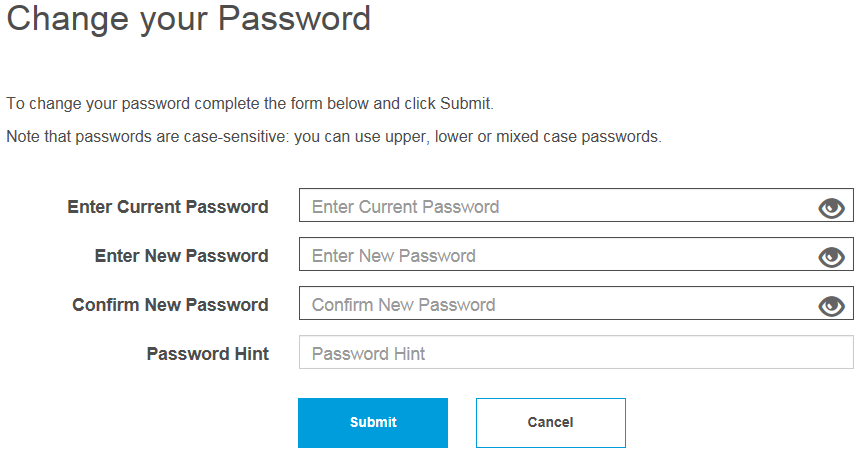 Change your Password
To change your password complete the form below and click Submit.
Note that passwords are case-sensitive: you can use upper, lower or mixed case passwords.
Enter Current Password Enter Current Password
Enter New Password Enter New Password
Confirm New Password Confirm New Password
Password Hint Password Hint
Submit Cancel